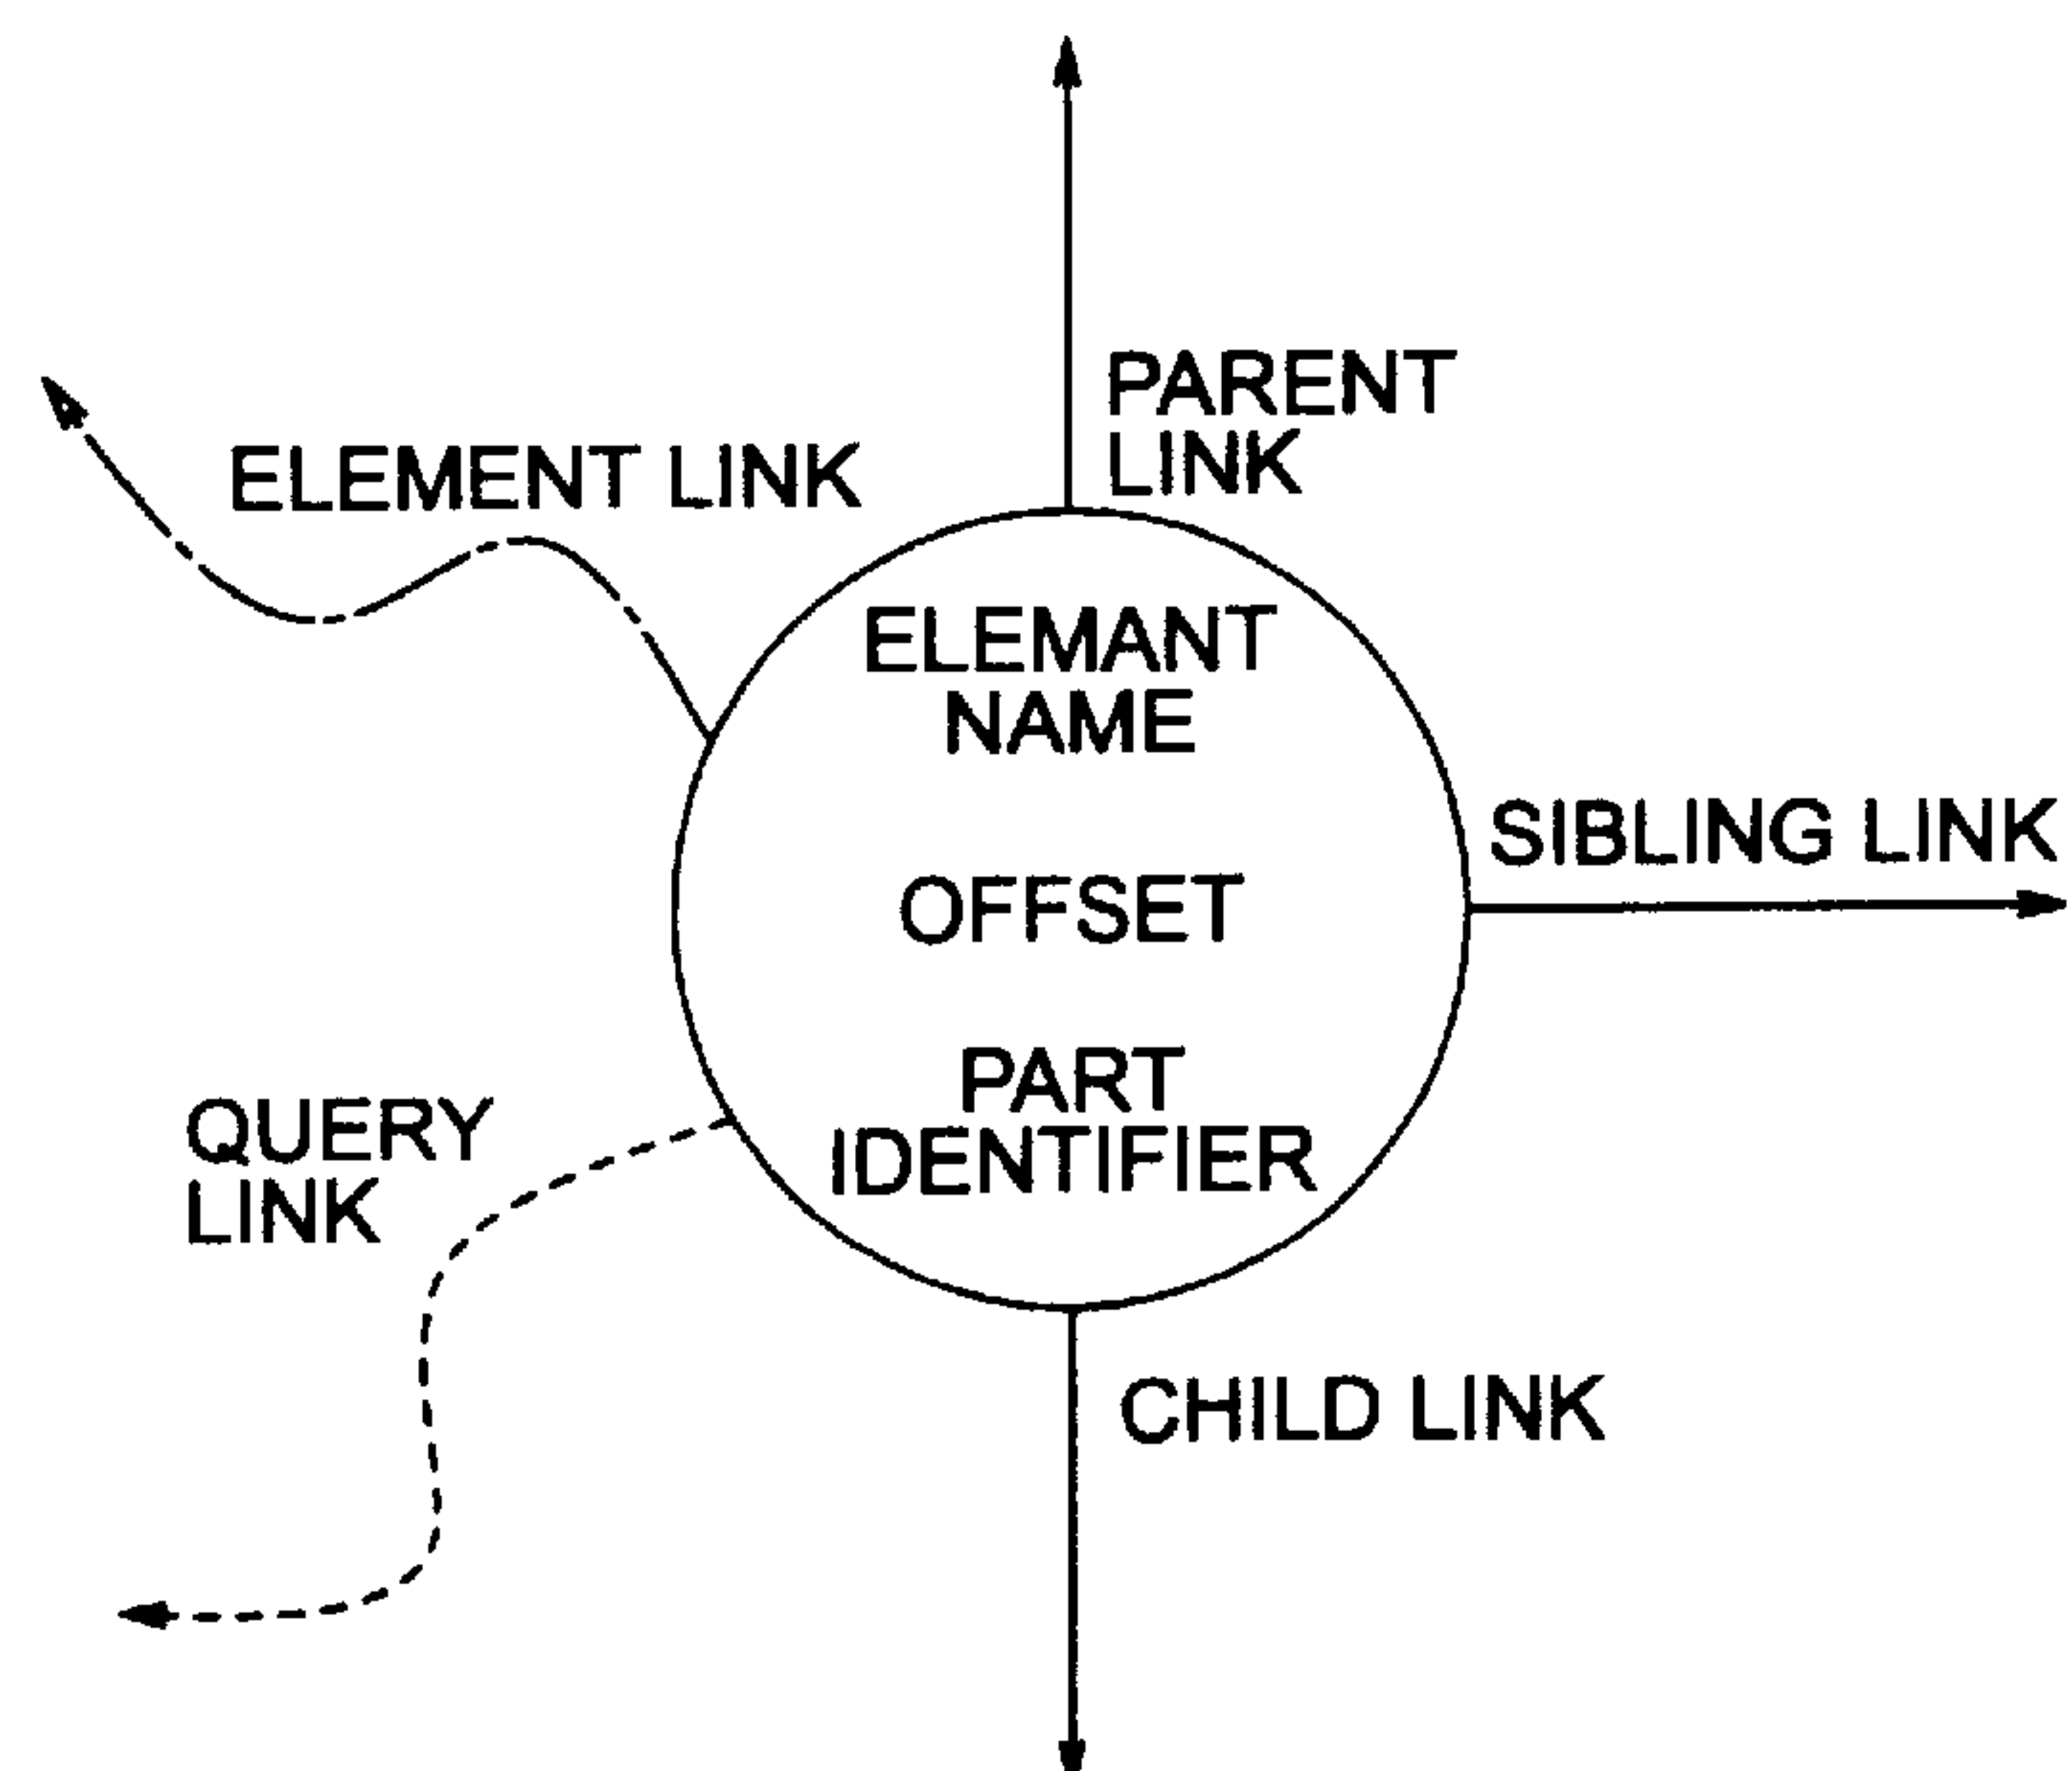 PARENT
LINK
ELEMENT LINK
ELEMANT
NAME
SIBLING LINK
OFFSET
PART
IDENTIFIER
QUERY
LINK
CHILD LINK